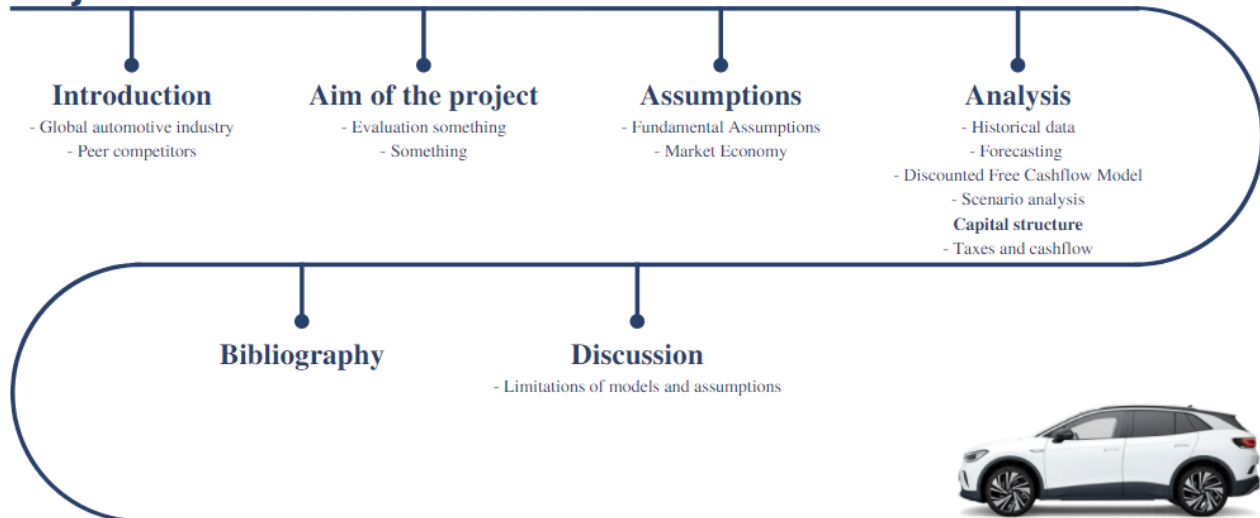 Introduction
- Global automotive industry
- Peer competitors
Aim of the project
- Evaluation something
- Something
Assumptions
- Fundamental Assumptions
- Market Economy
Analysis
- Historical data
- Forecasting
- Discounted Free Cashflow Model
- Scenario analysis
Capital structure
- Taxes and cashflow
Discussion
- Limitations of models and assumptions
Bibliography